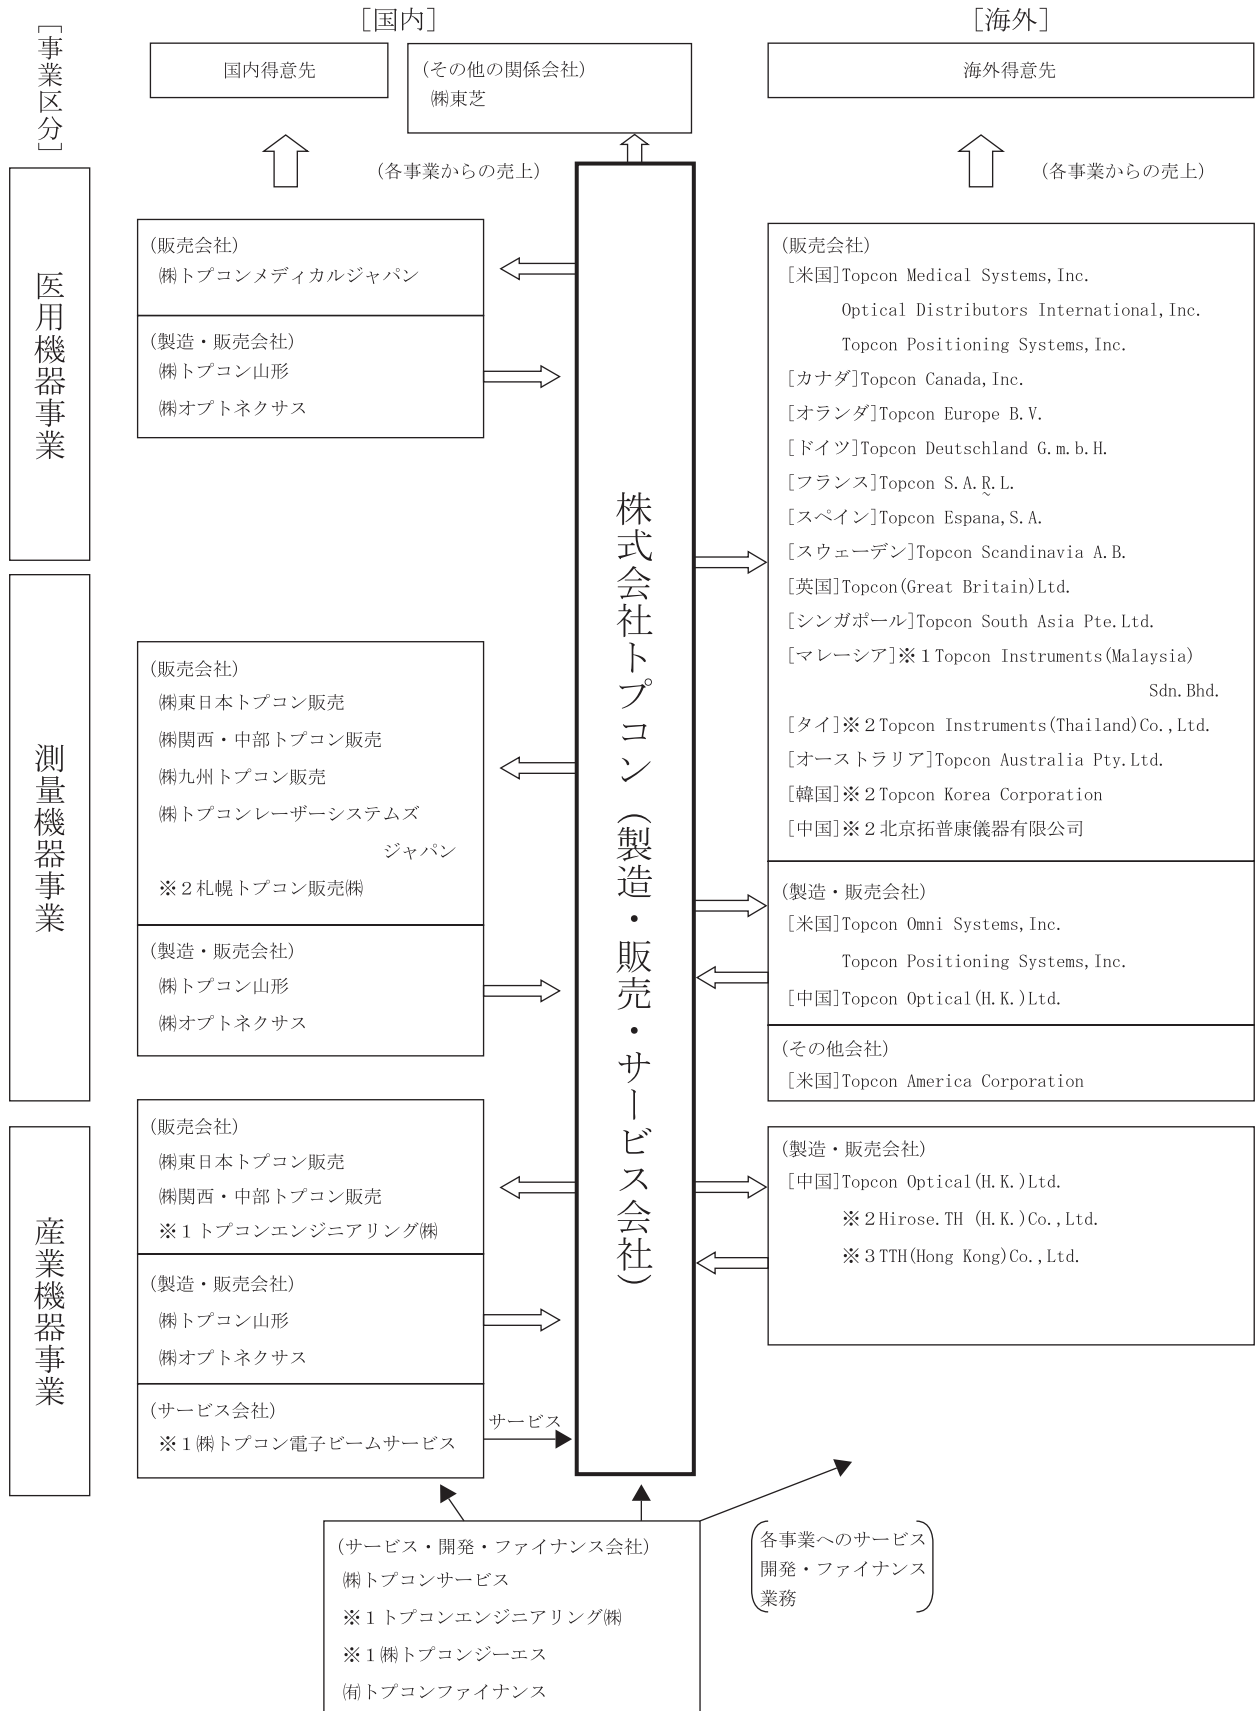 [国内]
[海外]
[事業区分]
国内得意先
(その他の関係会社)
㈱東芝
海外得意先
(各事業からの売上)
(各事業からの売上)
医用機器事業
(販売会社)
㈱トプコンメディカルジャパン
(製造・販売会社)
㈱トプコン山形
㈱オプトネクサス
測量機器事業
(販売会社)
㈱東日本トプコン販売
㈱関西・中部トプコン販売
㈱九州トプコン販売
㈱トプコンレーザーシステムズ
ジャパン
※2札幌トプコン販売㈱
(製造・販売会社)
㈱トプコン山形
㈱オプトネクサス
産業機器事業
(販売会社)
㈱東日本トプコン販売
㈱関西・中部トプコン販売
※1トプコンエンジニアリング㈱
(製造・販売会社)
㈱トプコン山形
㈱オプトネクサス
(サービス会社)
※1㈱トプコン電子ビームサービス
サービス
株式会社トプコン(製造・販売・サービス会社)
(販売会社)
[米国]Topcon Medical Systems,Inc.
Optical Distributors International,Inc.
Topcon Positioning Systems,Inc.
[カナダ]Topcon Canada,Inc.
[オランダ]Topcon Europe B.V.
[ドイツ]Topcon Deutschland G.m.b.H.
[フランス]Topcon S.A.R.L.
[スペイン]Topcon Espana,S.A.
[スウェーデン]Topcon Scandinavia A.B.
[英国]Topcon(Great Britain)Ltd.
[シンガポール]Topcon South Asia Pte.Ltd.
[マレーシア]※1Topcon Instruments(Malaysia)
Sdn.Bhd.
[タイ]※2Topcon Instruments(Thailand)Co.,Ltd.
[オーストラリア]Topcon Australia Pty.Ltd.
[韓国]※2Topcon Korea Corporation
[中国]※2北京拓普康儀器有限公司
(製造・販売会社)
[米国]Topcon Omni Systems,Inc.
Topcon Positioning Systems,Inc.
[中国]Topcon Optical(H.K.)Ltd.
(その他会社)
[米国]Topcon America Corporation
(製造・販売会社)
[中国]Topcon Optical(H.K.)Ltd.
※2Hirose.TH (H.K.)Co.,Ltd.
※3TTH(Hong Kong)Co.,Ltd.
(サービス・開発・ファイナンス会社)
㈱トプコンサービス
※1トプコンエンジニアリング㈱
※1㈱トプコンジーエス
㈲トプコンファイナンス
各事業へのサービス
開発・ファイナンス
業務